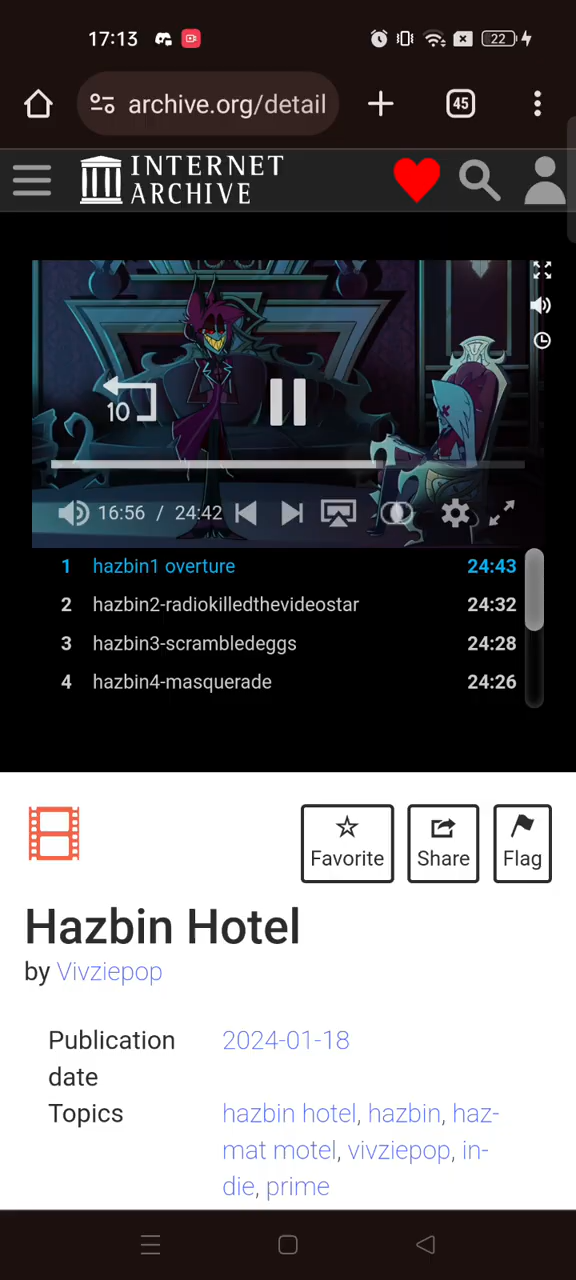 17:13
22
archive.org/detail
45
INTERNET
ARCHIVE
10
16:56 / 24:42
1 hazbin1 overture 24:43
2 hazbin2-radiokilledthevideostar 24:32
3 hazbin3-scrambledeggs 24:28
4 hazbin4-masquerade 24:26
Favorite
Share
Flag
Hazbin Hotel
by Vivziepop
Publication date 2024-01-18
Topics hazbin hotel, hazbin, haz-
mat motel, vivziepop, in-
die, prime